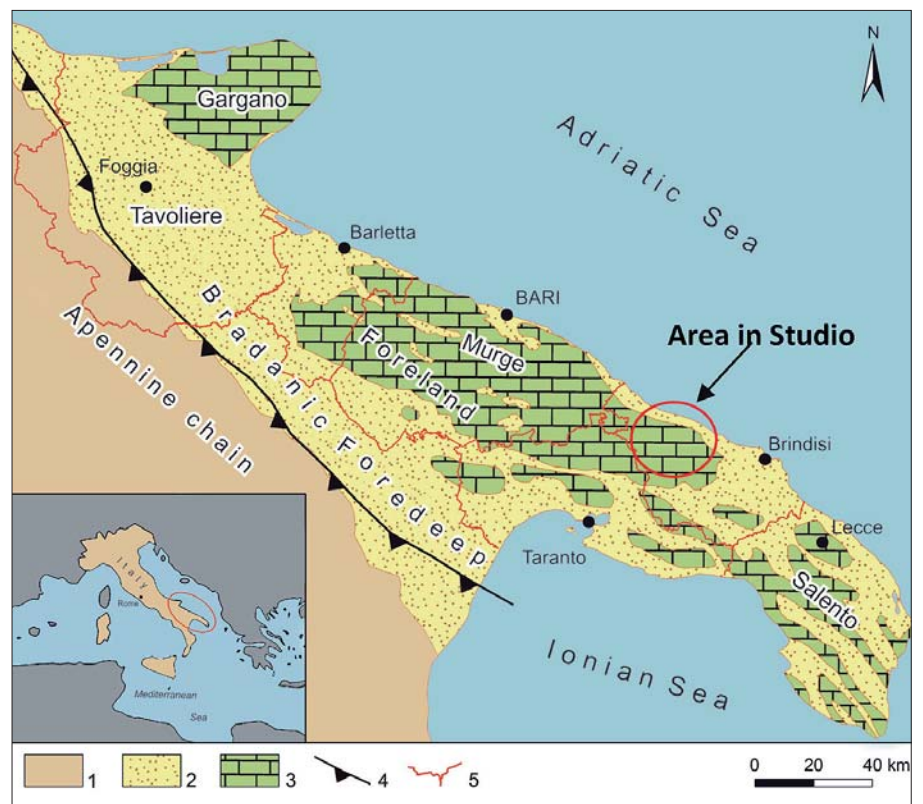 N
Gargano
Adriatic Sea
Foggia
Tavoliere
Barletta
BARI
Murge
Area in Studio
Bradanic Foredeep
Foreland
Apennine chain
Brindisi
Taranto
Lecce
Salento
Ionian Sea
Italy
Rome
Mediterranean
Sea
1 2 3 4 5
0 20 40 km